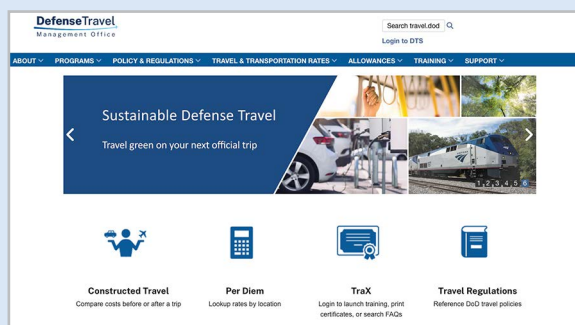 DefenseTravel
Management Office
Search travel.dod
Login to DTS
ABOUT PROGRAMS POLICY & REGULATIONS TRAVEL & TRANSPORTATION RATES ALLOWANCES TRAINING SUPPORT
Sustainable Defense Travel
Travel green on your next official trip
1 2 3 4 5 6
Constructed Travel
Compare costs before or after a trip
Per Diem
Lookup rates by location
TraX
Login to launch training, print
certificates, or search FAQs
Travel Regulations
Reference DoD travel policies